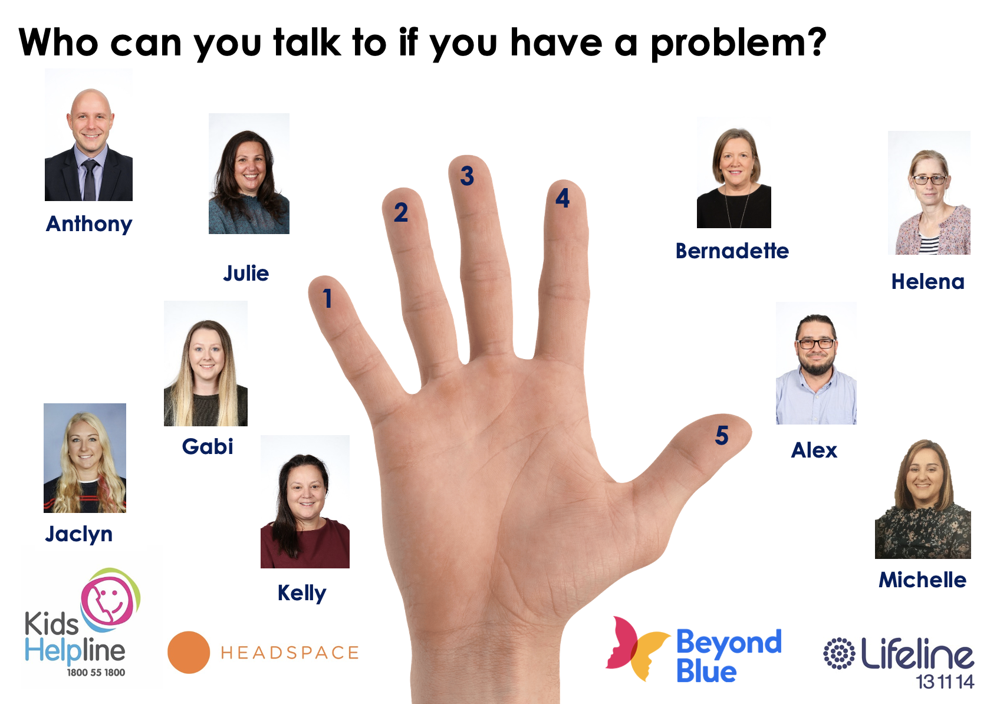 Who can you talk to if you have a problem?
Anthony
Julie
Bernadette
Helena
1
2
3
4
5
Gabi
Alex
Jaclyn
Kelly
Michelle
Kids
Helpline
1800 55 1800
HEADSPACE
Beyond
Blue
Lifeline
13 11 14